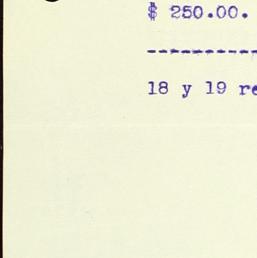 $ 250.00.
-----------
18 y 19 re